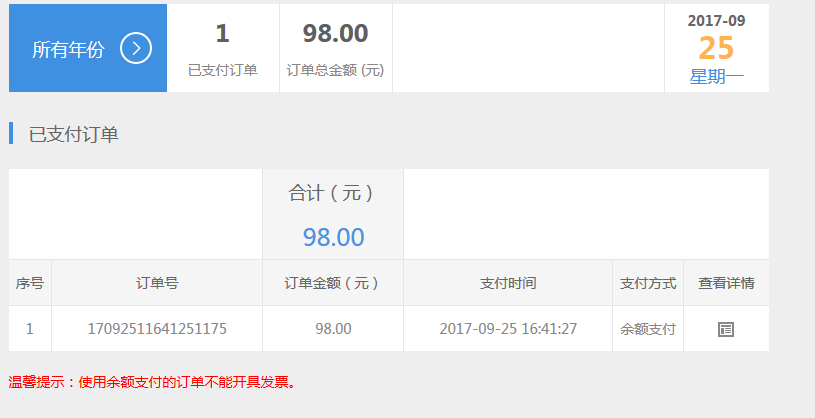 所有年份
1
已支付订单
98.00
订单总金额 (元)
2017-09
25
星期一
已支付订单
合计（元）
98.00
序号 订单号 订单金额（元） 支付时间 支付方式 查看详情
1 17092511641251175 98.00 2017-09-25 16:41:27 余额支付
温馨提示：使用余额支付的订单不能开具发票。